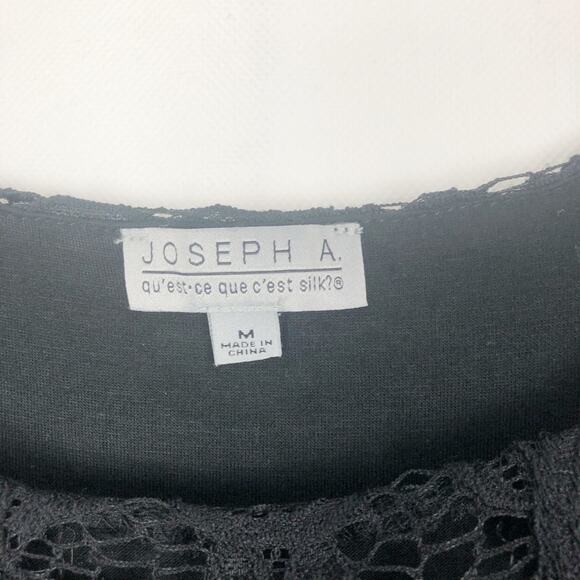 JOSEPH A.
qu'est-ce que c'est silk?®
M
MADE IN
CHINA